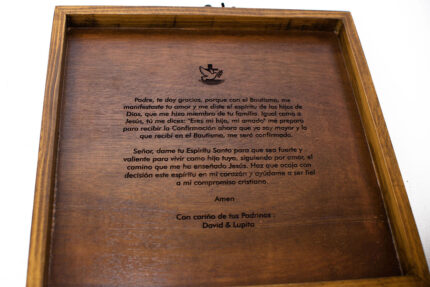 Padre, te doy gracias, porque con el Bautismo, me
manifestaste tu amor y me diste el espíritu de los hijos de
Dios, que me hizo miembro de tu familia. Igual como a
Jesús, tú me dices: "Eres mi hijo, mi amado" me preparo
para recibir la Confirmación ahora que ya soy mayor y lo
que recibí en el Bautismo, me será confirmado.
Señor, dame tu Espíritu Santo para que sea fuerte y
valiente para vivir como hijo tuyo, siguiendo por amor, el
camino que me ha enseñado Jesús. Haz que acoja con
decisión este espíritu en mi corazón y ayúdame a ser fiel
a mi compromiso cristiano.
Amen
Con cariño de tus Padrinos :
David & Lupita